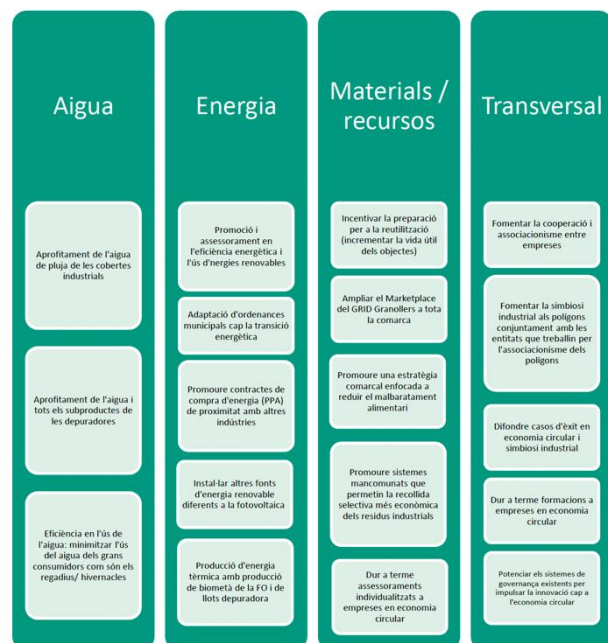 Aigua
Aprofitament de l'aigua
de pluja de les cobertes
industrials
Aprofitament de l'aigua i
tots els subproductes de
les depuradores
Eficiència en l'ús de
l'aigua: minimitzar l'ús
del aigua dels grans
consumidors com són els
regadius/ hivernacles
Energia
Promoció i
assessorament en
l'eficiència energètica i
l'ús d'nergies renovables
Adaptació d'ordenances
municipals cap la transició
energètica
Promoure contractes de
compra d'energia (PPA)
de proximitat amb altres
indústries
Instal·lar altres fonts
d'energia renovable
diferents a la fotovoltaica
Producció d'energia
tèrmica amb producció
de biometà de la FO i de
llots depuradora
Materials /
recursos
Incentivar la preparació
per a la reutilització
(incrementar la vida útil
dels objectes)
Ampliar el Marketplace
del GRID Granollers a tota
la comarca
Promoure una estratègia
comarcal enfocada a
reduir el malbaratament
alimentari
Promoure sistemes
mancomunats que
permetin la recollida
selectiva més econòmica
dels residus industrials
Dur a terme
assessoraments
individualitzats a
empreses en economia
circular
Transversal
Fomentar la cooperació i
associacionisme entre
empreses
Fomentar la simbiosi
industrial als polígons
conjuntament amb les
entitats que treballin per
l'associacionisme dels
polígons
Difondre casos d'èxit en
economia circular i
simbiosi industrial
Dur a terme formacions a
empreses en economia
circular
Potenciar els sistemes de
governança existents per
impulsar la innovació cap
a l'economia circular